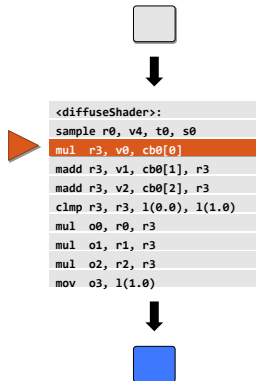 <diffuseShader>:
sample r0, v4, t0, s0
mul r3, v0, cb0[0]
madd r3, v1, cb0[1], r3
madd r3, v2, cb0[2], r3
clmp r3, r3, l(0.0), l(1.0)
mul o0, r0, r3
mul o1, r1, r3
mul o2, r2, r3
mov o3, l(1.0)